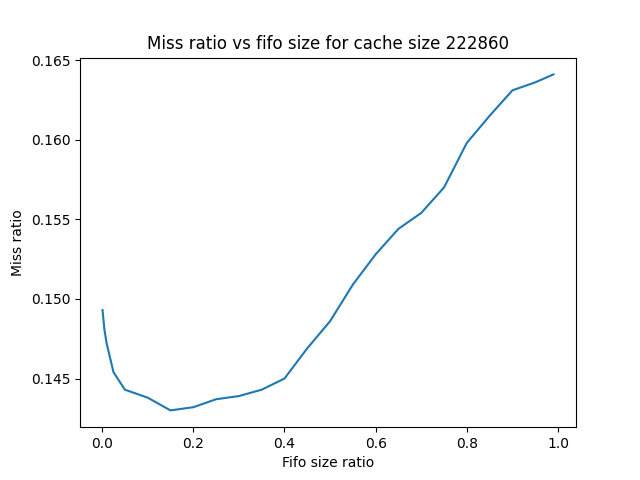 Miss ratio vs fifo size for cache size 222860
0.165
0.160
0.155
0.150
0.145
Miss ratio
0.0 0.2 0.4 0.6 0.8 1.0
Fifo size ratio